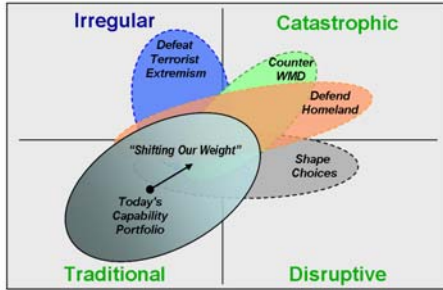 Irregular
Catastrophic
Defeat
Terrorist
Extremism
Counter
WMD
Defend
Homeland
"Shifting Our Weight"
Shape
Choices
Today's
Capability
Portfolio
Traditional
Disruptive